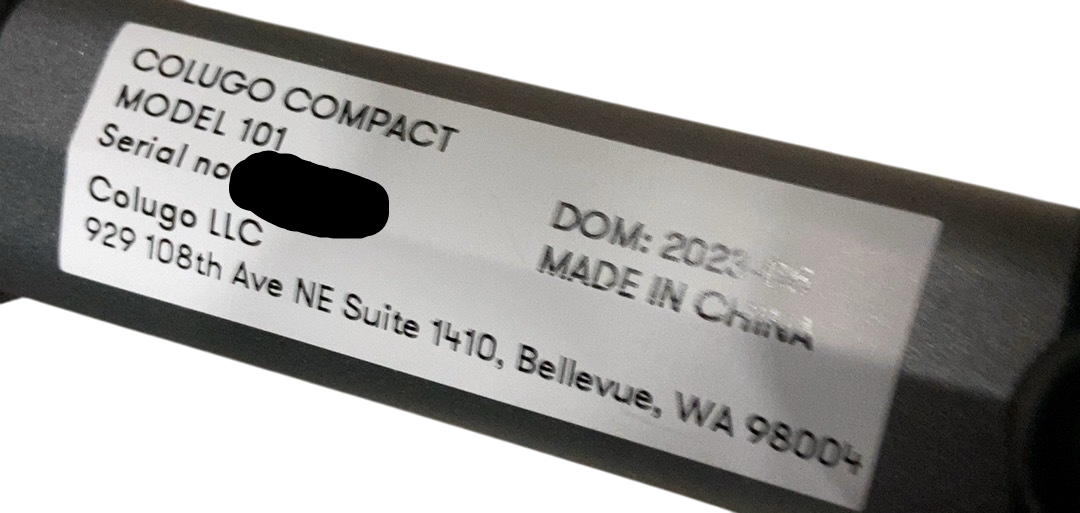 COLUGO COMPACT
MODEL 101
Serial no
Colugo LLC
929 108th Ave NE Suite 1410, Bellevue, WA 98004
DOM: 2023
MADE IN CHINA